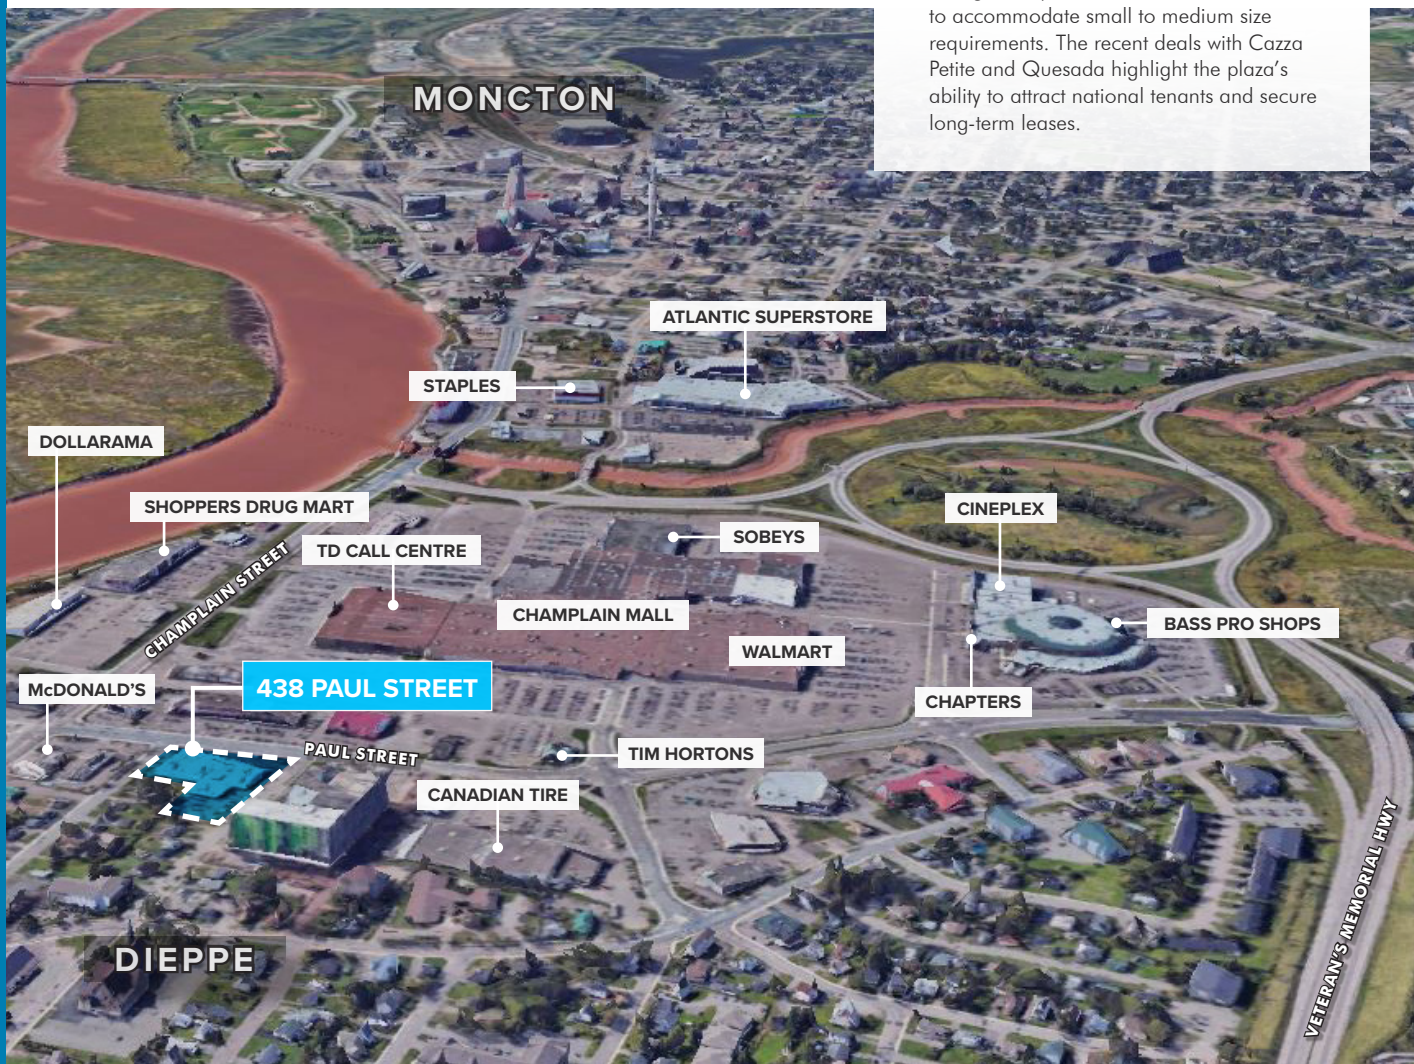 to accommodate small to medium size
requirements. The recent deals with Cazza
Petite and Quesada highlight the plaza's
ability to attract national tenants and secure
long-term leases.
MONCTON
ATLANTIC SUPERSTORE
STAPLES
DOLLARAMA
SHOPPERS DRUG MART
CINEPLEX
TD CALL CENTRE
SOBEYS
CHAMPLAIN STREET
CHAMPLAIN MALL
BASS PRO SHOPS
WALMART
McDONALD'S
438 PAUL STREET
CHAPTERS
PAUL STREET
TIM HORTONS
CANADIAN TIRE
VETERAN'S MEMORIAL HWY
DIEPPE